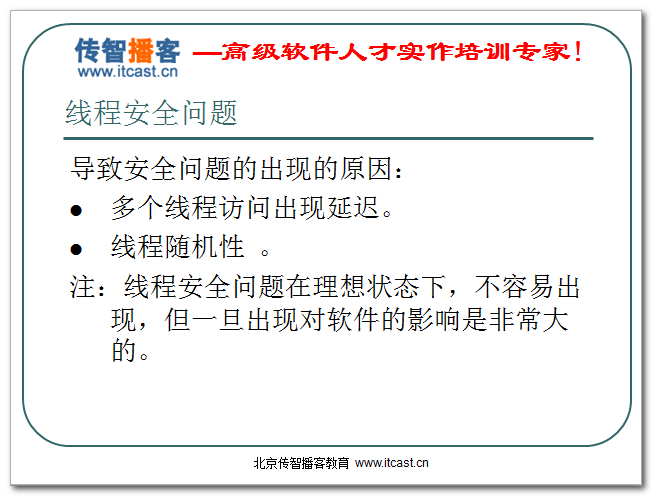 传智播客 —高级软件人才实作培训专家!
www.itcast.cn
线程安全问题
导致安全问题的出现的原因：
● 多个线程访问出现延迟。
● 线程随机性 。
注：线程安全问题在理想状态下，不容易出
现，但一旦出现对软件的影响是非常大
的。
北京传智播客教育 www.itcast.cn